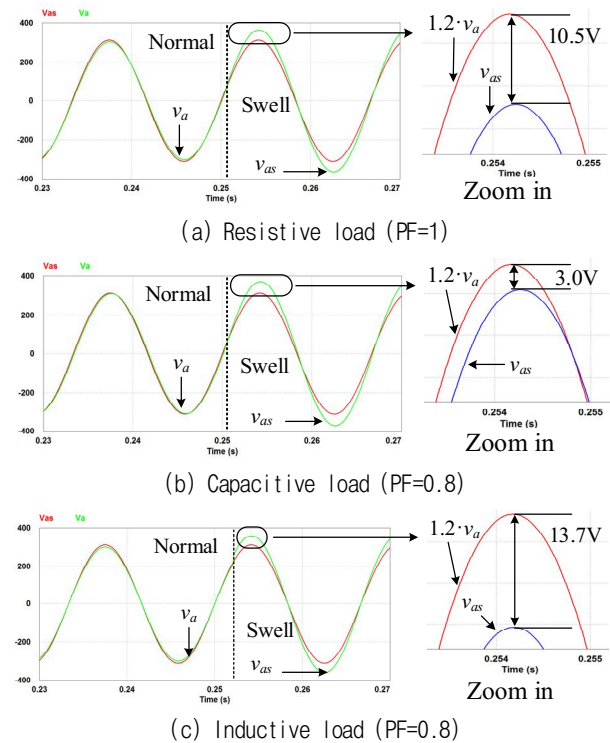 Vas Va
Normal
Swell
va
vas
400
200
0
-200
-400
0.23 0.24 0.25 0.26 0.27
Time (s)
1.2·va
vas
10.5V
0.254 0.255
Time (s)
Zoom in
(a) Resistive load (PF=1)
Vas Va
Normal
Swell
va
vas
400
200
0
-200
-400
0.23 0.24 0.25 0.26 0.27
Time (s)
1.2·va
vas
3.0V
0.254 0.255
Time (s)
Zoom in
(b) Capacitive load (PF=0.8)
Vas Va
Normal
Swell
va
vas
400
200
0
-200
-400
0.23 0.24 0.25 0.26 0.27
Time (s)
1.2·va
vas
13.7V
0.254 0.255
Time (s)
Zoom in
(c) Inductive load (PF=0.8)